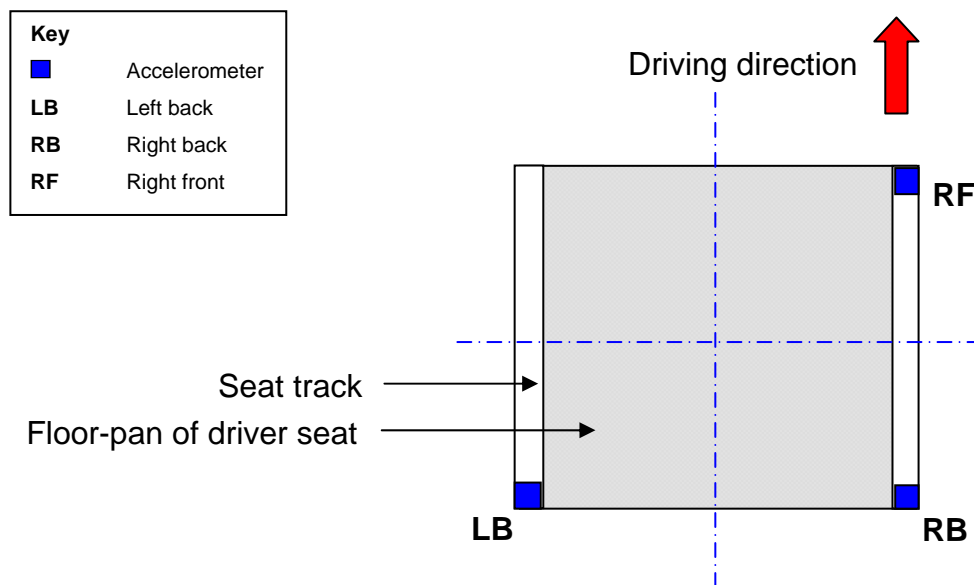 Key
Accelerometer
LB Left back
RB Right back
RF Right front
Driving direction
RF
Seat track
Floor-pan of driver seat
LB
RB